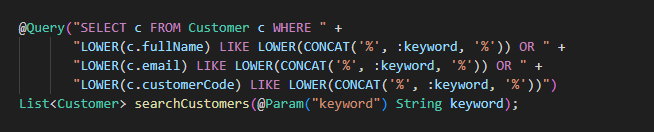 @Query("SELECT c FROM Customer c WHERE " +
"LOWER(c.fullName) LIKE LOWER(CONCAT('%', :keyword, '%')) OR " +
"LOWER(c.email) LIKE LOWER(CONCAT('%', :keyword, '%')) OR " +
"LOWER(c.customerCode) LIKE LOWER(CONCAT('%', :keyword, '%'))")
List<Customer> searchCustomers(@Param("keyword") String keyword);